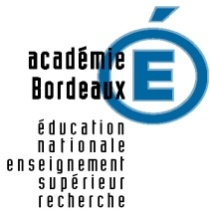 académie
Bordeaux
É
éducation
nationale
enseignement
supérieur
recherche